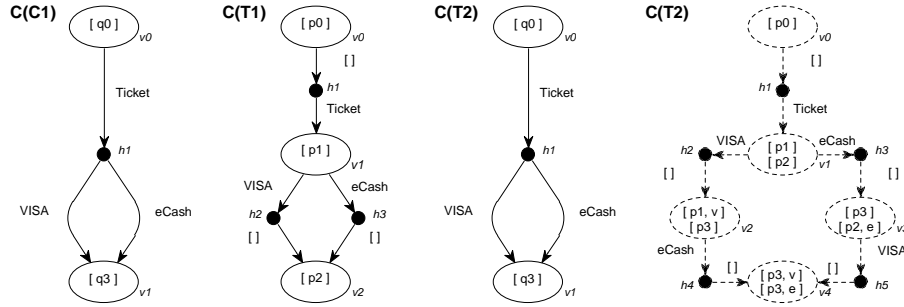 C(C1)
[ q0 ]
v0
Ticket
h1
VISA
eCash
[ q3 ]
v1
C(T1)
[ p0 ]
v0
[ ]
h1
Ticket
[ p1 ]
v1
VISA
eCash
h2
h3
[ ]
[ ]
[ p2 ]
v2
C(T2)
[ q0 ]
v0
Ticket
h1
VISA
eCash
[ q3 ]
v1
C(T2)
[ p0 ]
v0
[ ]
h1
Ticket
h2
VISA
[ p1 ]
[ p2 ]
v1
eCash
h3
[ ]
[ ]
[ p1, v ]
[ p3 ]
v2
[ p3 ]
[ p2, e ]
eCash
VISA
h4
[ ]
[ p3, v ]
[ p3, e ]
v4
[ ]
h5